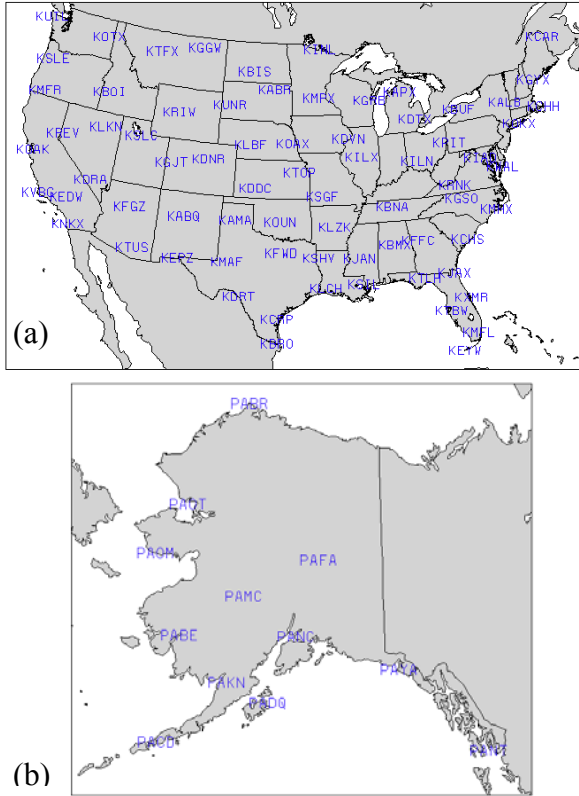 KUIL
KOTX
KTFX
KGGW
KINL
KCAR
KSLE
KBIS
KMFR
KBOI
KUNR
KABR
KMPX
KGRB
KAPX
KGYX
KRIW
KDTX
KBUF
KALB
KCHH
KOKX
KREV
KLKN
KSLC
KLBF
KOAX
KDVN
KPIT
KOAK
KGJT
KDNR
KTOP
KILX
KILN
KIAD
KWAL
KVBG
KEDW
KDRA
KDDC
KSGF
KRNK
KGSO
KMHX
KNKX
KFGZ
KABQ
KAMA
KOUN
KLZK
KBNA
KTUS
KEPZ
KMAF
KFWD
KSHV
KJAN
KBMX
KFFC
KCHS
KDRT
KLCH
KSIL
KTLH
KJAX
KCRP
KBRO
KXMR
KTBW
KMFL
KEYW
(a)
PABR
PAOT
PAOM
PAFA
PAMC
PABE
PANC
PAKN
PADQ
PAYA
PACD
PANT
(b)